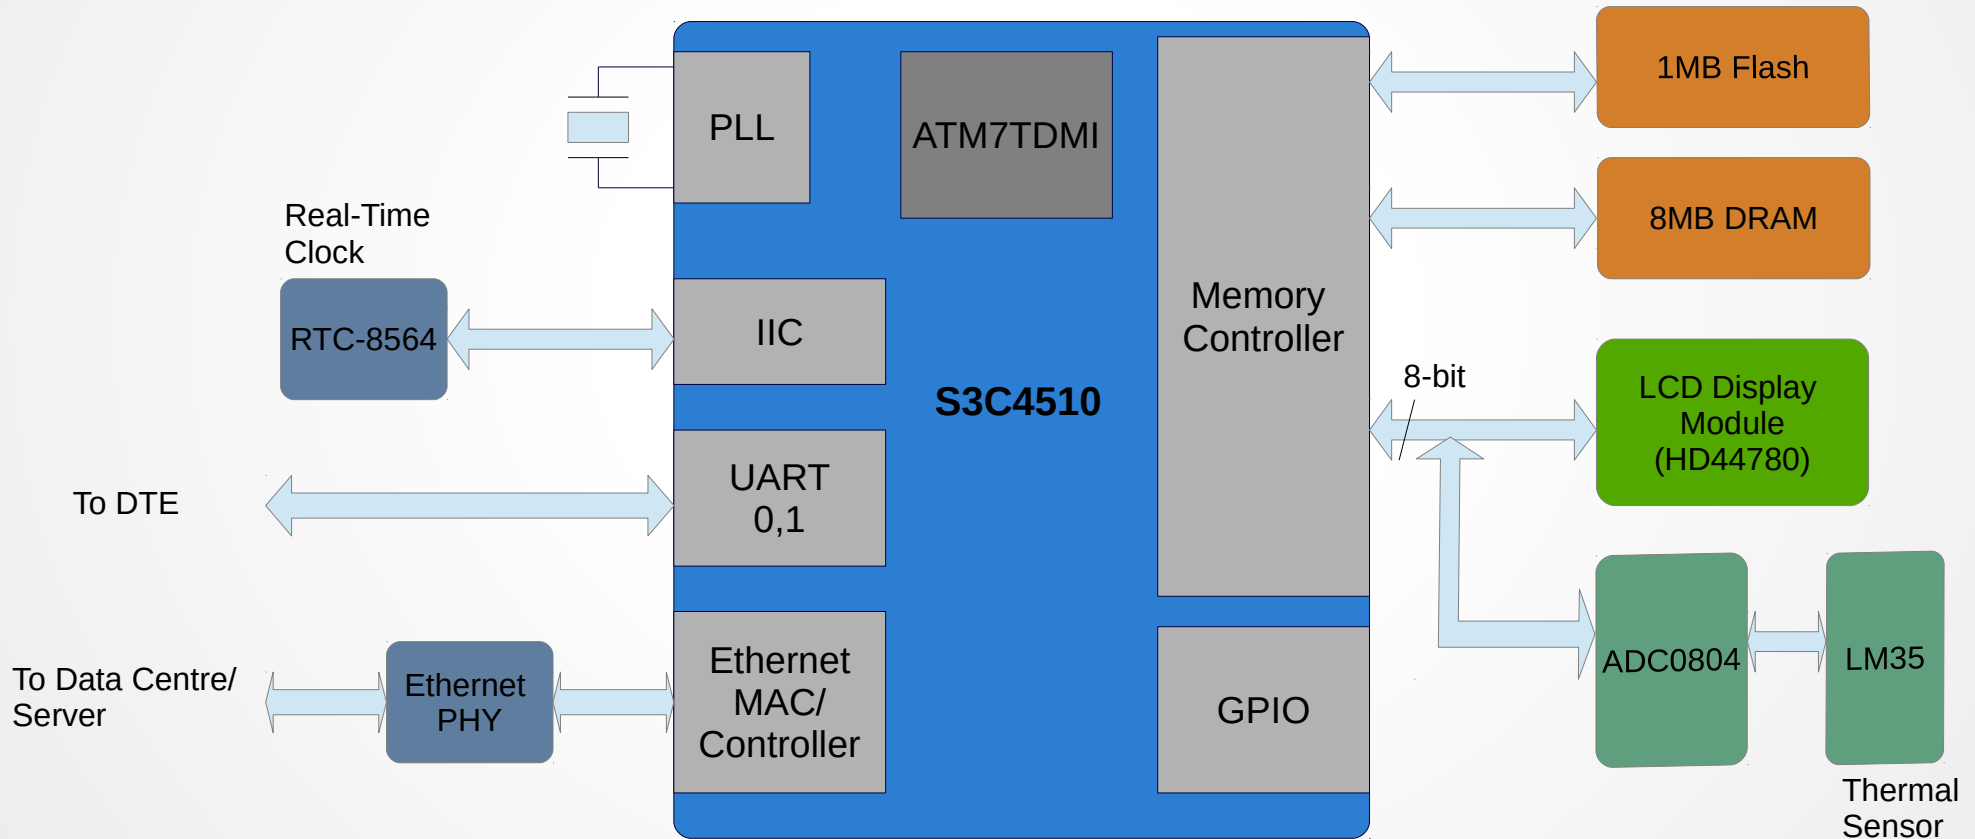 PLL
ATM7TDMI
1MB Flash
8MB DRAM
Real-Time
Clock
RTC-8564
IIC
S3C4510
Memory
Controller
8-bit
LCD Display
Module
(HD44780)
To DTE
UART
0,1
To Data Centre/
Server
Ethernet
PHY
Ethernet
MAC/
Controller
GPIO
ADC0804
LM35
Thermal
Sensor